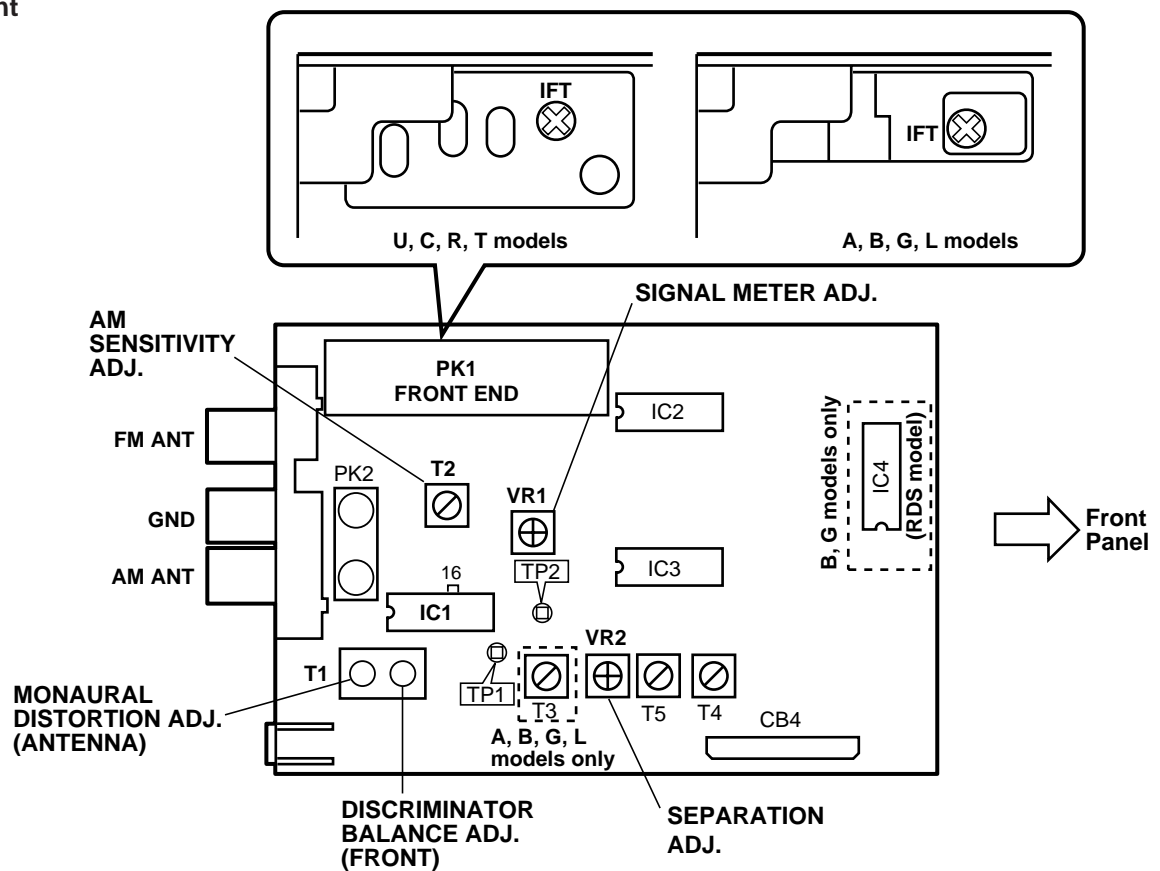 nt
IFT
IFT
U, C, R, T models
A, B, G, L models
SIGNAL METER ADJ.
AM
SENSITIVITY
ADJ.
PK1
FRONT END
IC2
FM ANT
PK2
T2
VR1
B, G models only
IC4
(RDS model)
GND
Front
Panel
AM ANT
16
TP2
IC3
IC1
VR2
T1
TP1
T3
T5
T4
MONAURAL
DISTORTION ADJ.
(ANTENNA)
A, B, G, L
models only
CB4
DISCRIMINATOR
BALANCE ADJ.
(FRONT)
SEPARATION
ADJ.